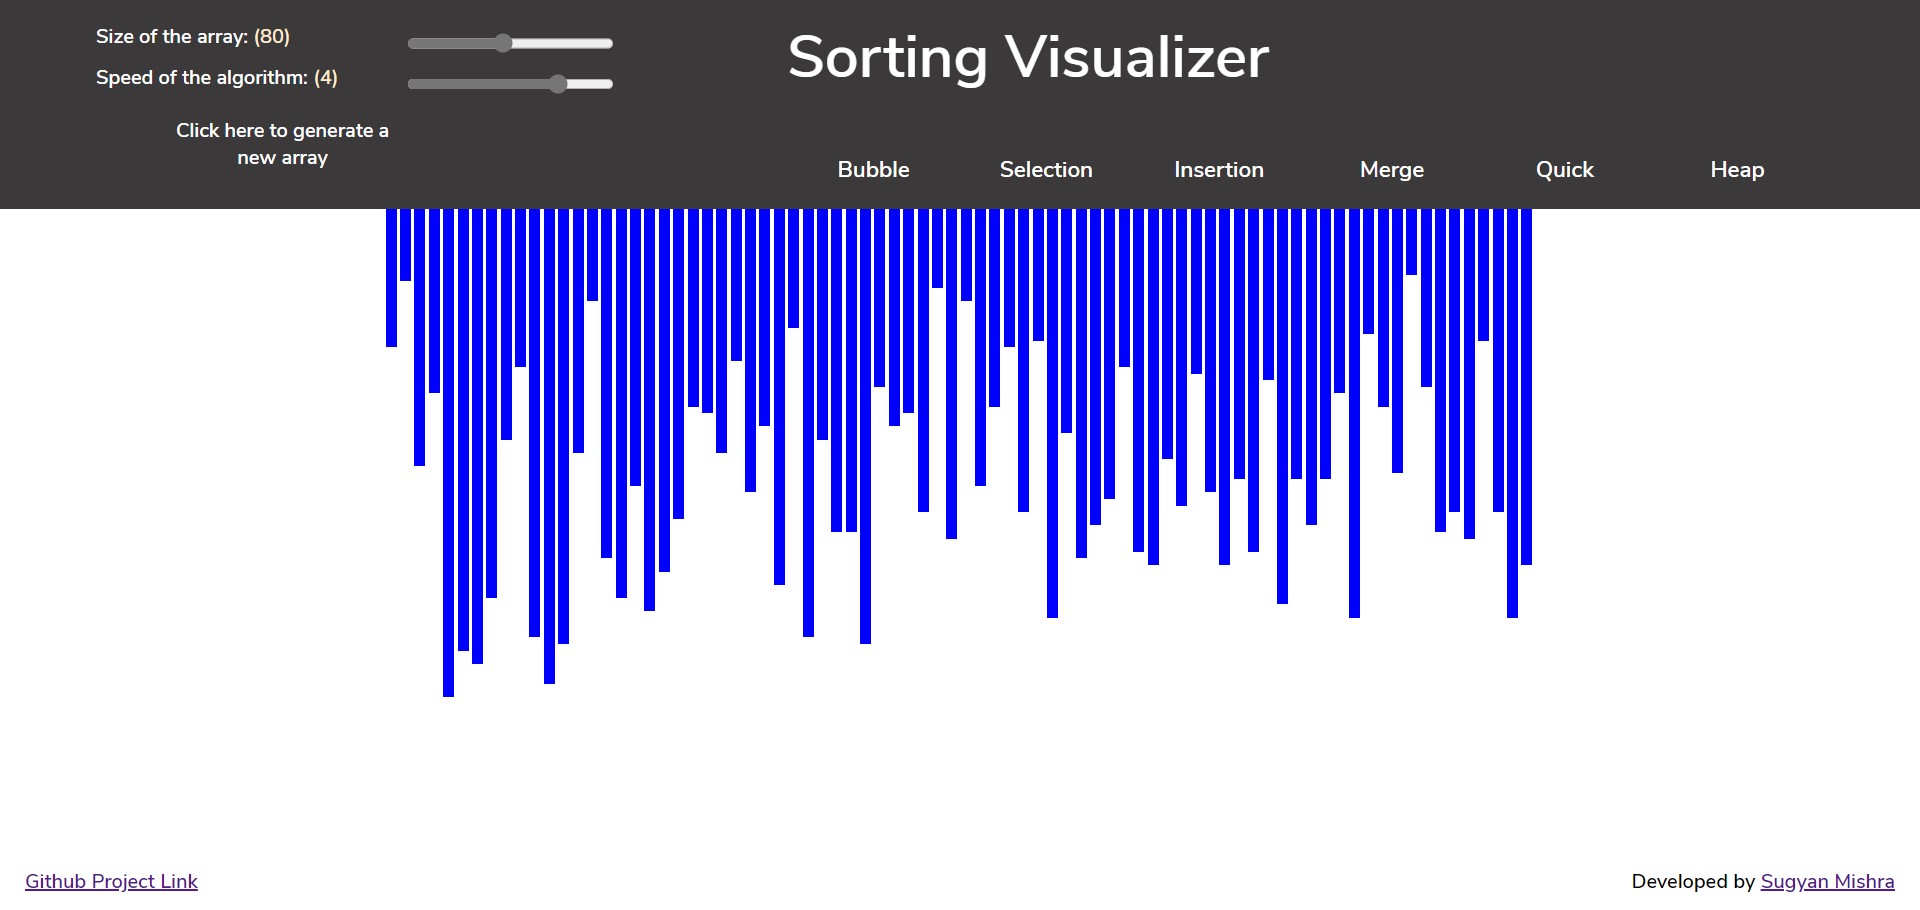 Size of the array: (80)
Speed of the algorithm: (4)
Click here to generate a
new array
Sorting Visualizer
Bubble
Selection
Insertion
Merge
Quick
Heap
Github Project Link
Developed by Sugyan Mishra